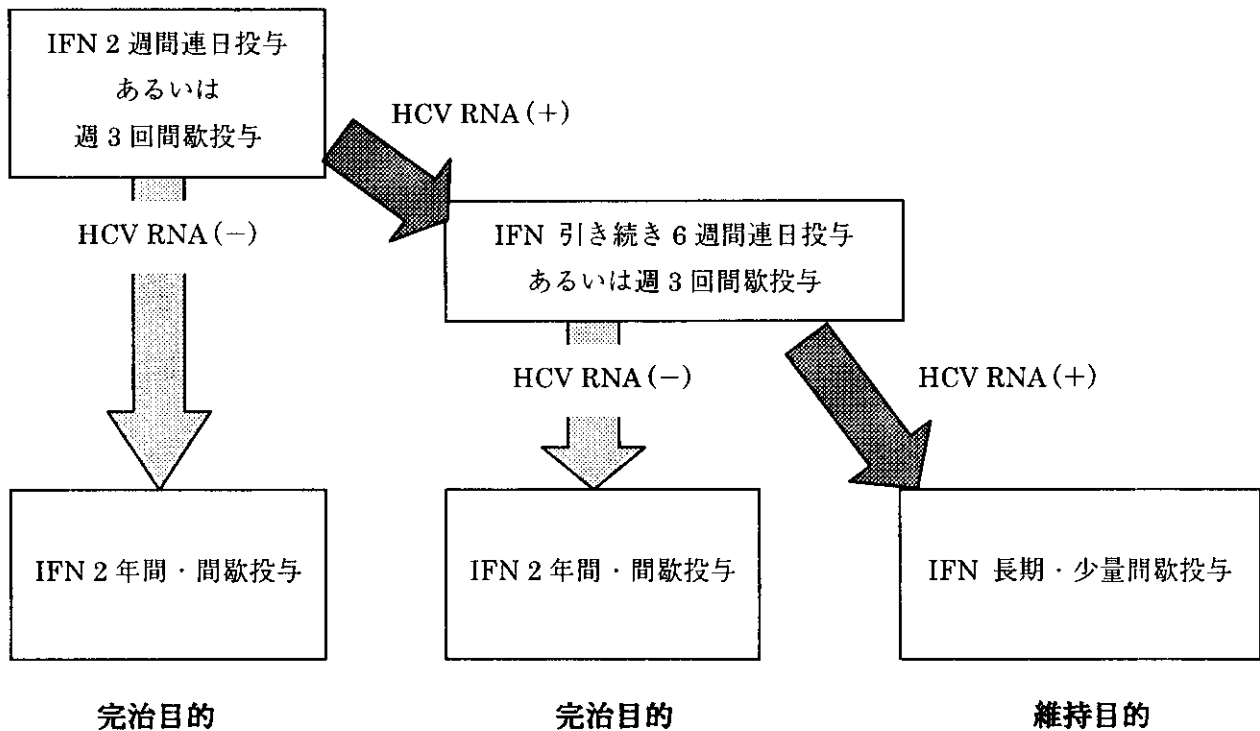 IFN 2 週間連日投与
あるいは
週 3 回間歇投与
HCV RNA (+)
HCV RNA (−)
IFN 引き続き 6 週間連日投与
あるいは週 3 回間歇投与
HCV RNA (−)
HCV RNA (+)
IFN 2 年間・間歇投与
IFN 2 年間・間歇投与
IFN 長期・少量間歇投与
完治目的
完治目的
維持目的